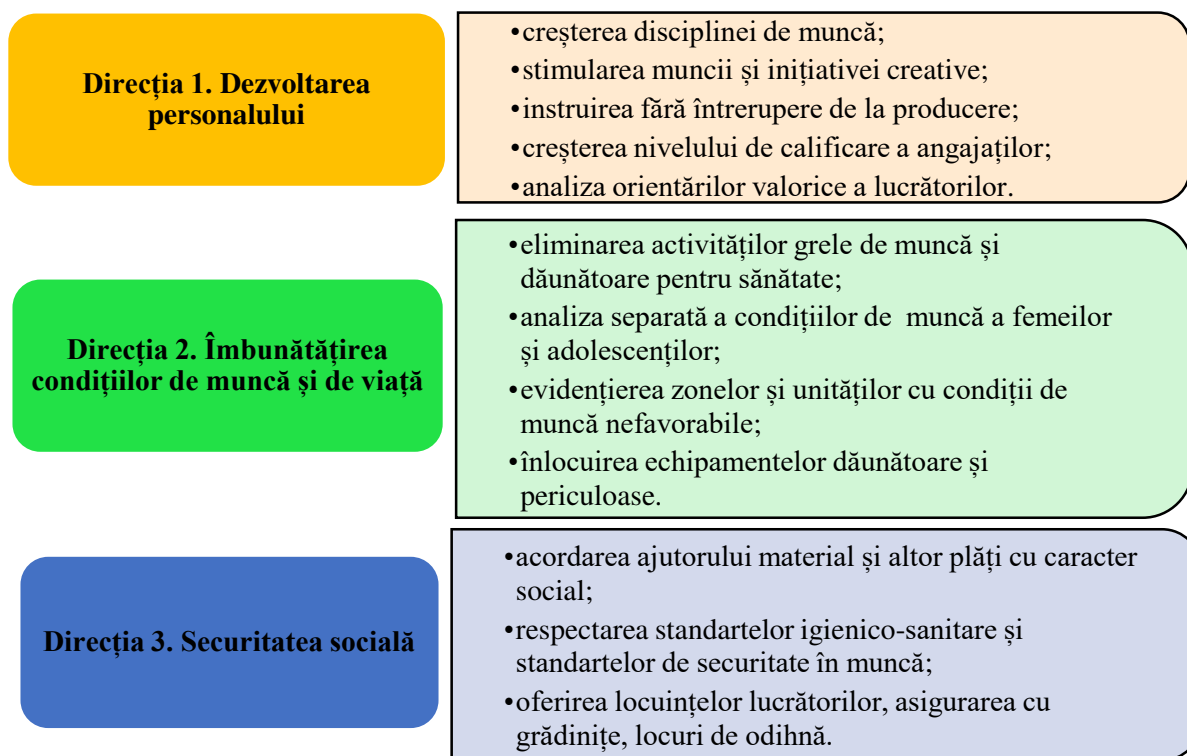 Direcția 1. Dezvoltarea
personalului
•creșterea disciplinei de muncă;
•stimularea muncii și inițiativei creative;
•instruirea fără întrerupere de la producere;
•creșterea nivelului de calificare a angajaților;
•analiza orientărilor valorice a lucrătorilor.
Direcția 2. Îmbunătățirea
condițiilor de muncă și de viață
•eliminarea activităților grele de muncă și
dăunătoare pentru sănătate;
•analiza separată a condițiilor de muncă a femeilor
și adolescenților;
•evidențierea zonelor și unităților cu condiții de
muncă nefavorabile;
•înlocuirea echipamentelor dăunătoare și
periculoase.
Direcția 3. Securitatea socială
•acordarea ajutorului material și altor plăți cu caracter
social;
•respectarea standartelor igienico-sanitare și
standartelor de securitate în muncă;
•oferirea locuințelor lucrătorilor, asigurarea cu
grădinițe, locuri de odihnă.